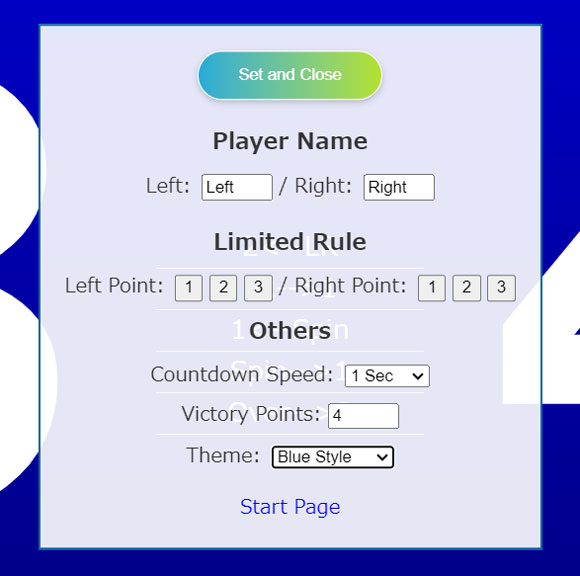 Set and Close
Player Name
Left: Left / Right: Right
Limited Rule
Left Point: 1 2 3 / Right Point: 1 2 3
Others
Countdown Speed: 1 Sec
Victory Points: 4
Theme: Blue Style
Start Page